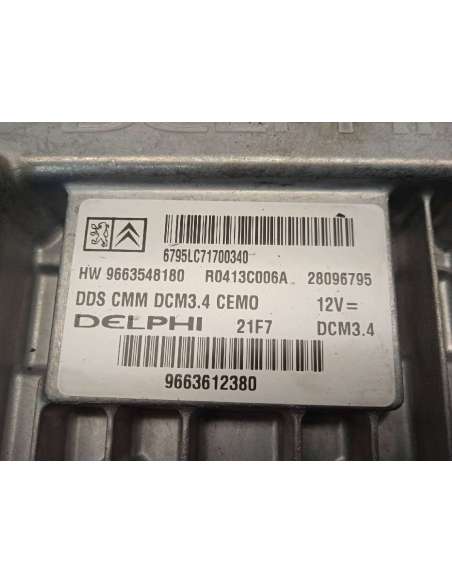 6795LC71700340
HW 9663548180 R0413C006A 28096795
DDS CMM DCM3.4 CEMO 12V=
DELPHI 21F7 DCM3.4
9663612380